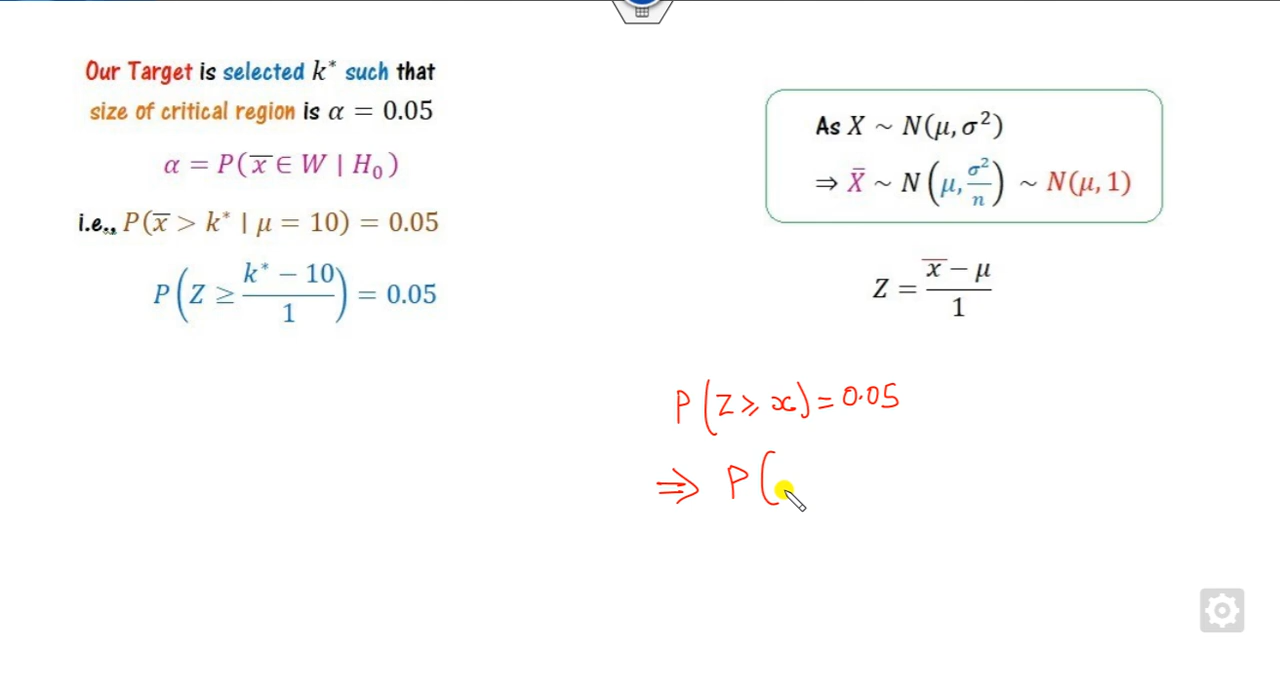 Our Target is selected k* such that
size of critical region is α = 0.05
α = P(x̅ ∈ W | H₀)
i.e.,, P(x̅ > k* | μ = 10) = 0.05
P(Z ≥ (k* − 10)/1) = 0.05
As X ~ N(μ, σ²)
⇒ X̄ ~ N(μ, σ²/n) ~ N(μ, 1)
Z = (x̅ − μ)/1
P(Z ≥ x) = 0.05
⇒ P(